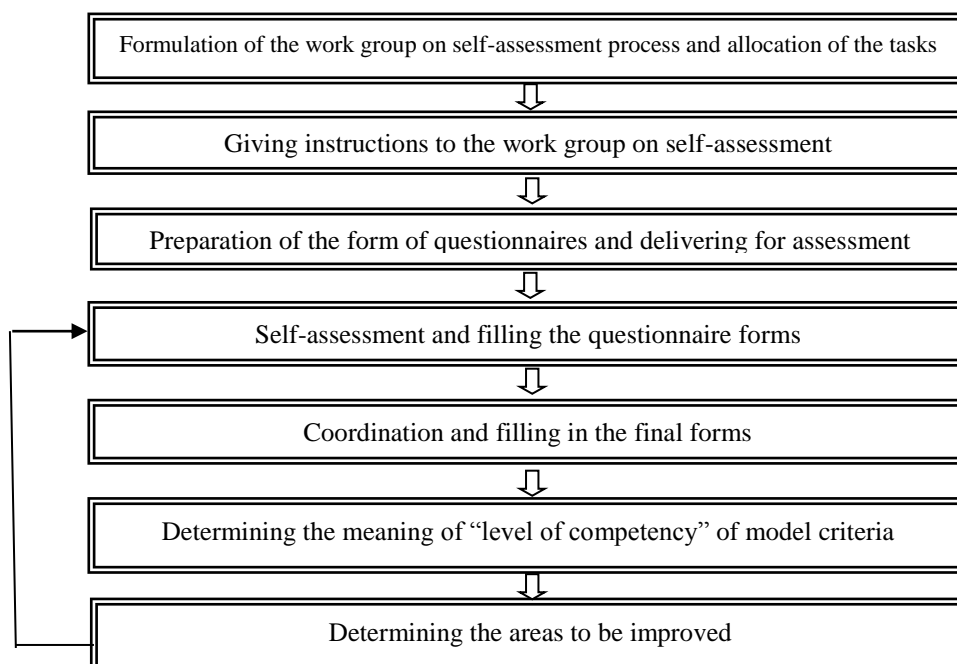 Formulation of the work group on self-assessment process and allocation of the tasks
Giving instructions to the work group on self-assessment
Preparation of the form of questionnaires and delivering for assessment
Self-assessment and filling the questionnaire forms
Coordination and filling in the final forms
Determining the meaning of “level of competency” of model criteria
Determining the areas to be improved